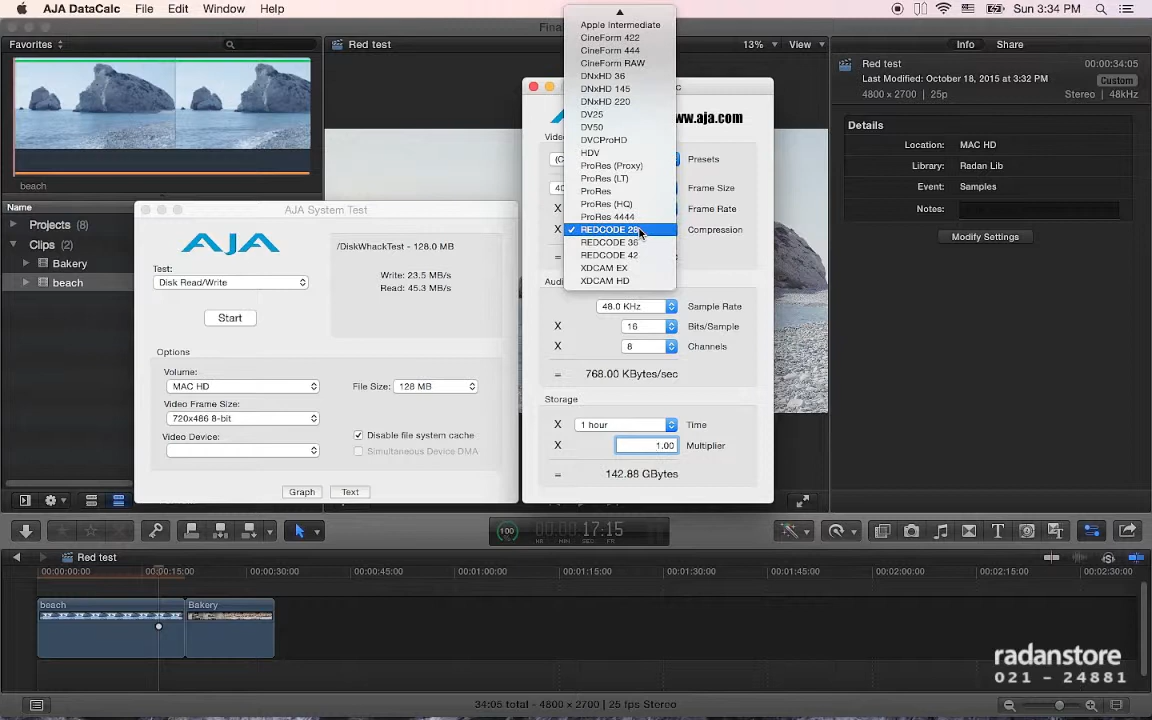 AJA DataCalc File Edit Window Help Sun 3:34 PM
Favorites
Red test
13% View
beach
Name
Projects (8)
Clips (2)
Bakery
beach
Info Share
Red test 00:00:34:05
Last Modified: October 18, 2015 at 3:32 PM Custom
4800 x 2700 | 25p Stereo | 48kHz
Details
Location: MAC HD
Library: Radan Lib
Event: Samples
Notes:
Modify Settings
AJA System Test
AJA
Test:
Disk Read/Write
Start
/DiskWhackTest - 128.0 MB
Write: 23.5 MB/s
Read: 45.3 MB/s
Options
Volume:
MAC HD
File Size: 128 MB
Video Frame Size:
720x486 8-bit
Video Device:
Disable file system cache
Simultaneous Device DMA
Graph Text
Apple Intermediate
CineForm 422
CineForm 444
CineForm RAW
DNxHD 36
DNxHD 145
DNxHD 220
DV25
DV50
DVCProHD
HDV
ProRes (Proxy)
ProRes (LT)
ProRes
ProRes (HQ)
ProRes 4444
✓ REDCODE 28
REDCODE 36
REDCODE 42
XDCAM EX
XDCAM HD
Presets
Frame Size
X Frame Rate
X Compression
=
48.0 KHz Sample Rate
X 16 Bits/Sample
X 8 Channels
= 768.00 KBytes/sec
Storage
X 1 hour Time
X 1.00 Multiplier
= 142.88 GBytes
100 17:15
HR MIN SEC FR
Red test
00:00:00:00 00:00:15:00 00:00:30:00 00:00:45:00 00:01:00:00 00:01:15:00 00:01:30:00 00:01:45:00 00:02:00:00 00:02:15:00 00:02:30:00
beach Bakery
radanstore
021 - 24881
34:05 total - 4800 x 2700 | 25 fps Stereo